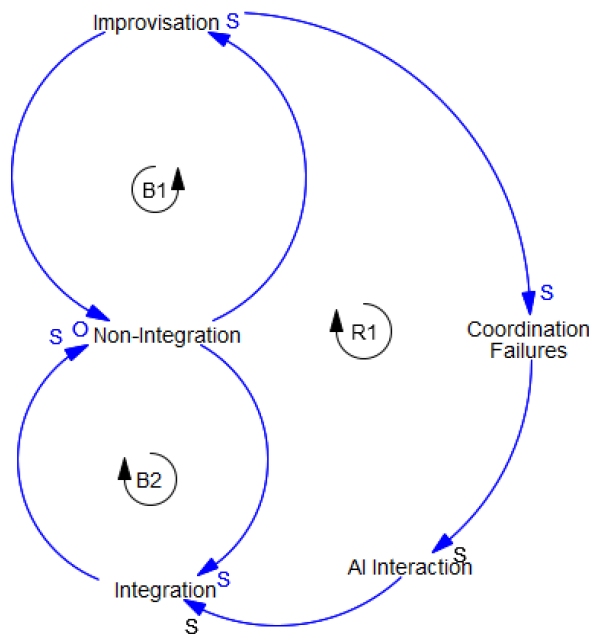 Improvisation S
B1
S
O
S Non-Integration
R1
Coordination
Failures
B2
S
AI Interaction
Integration S
S